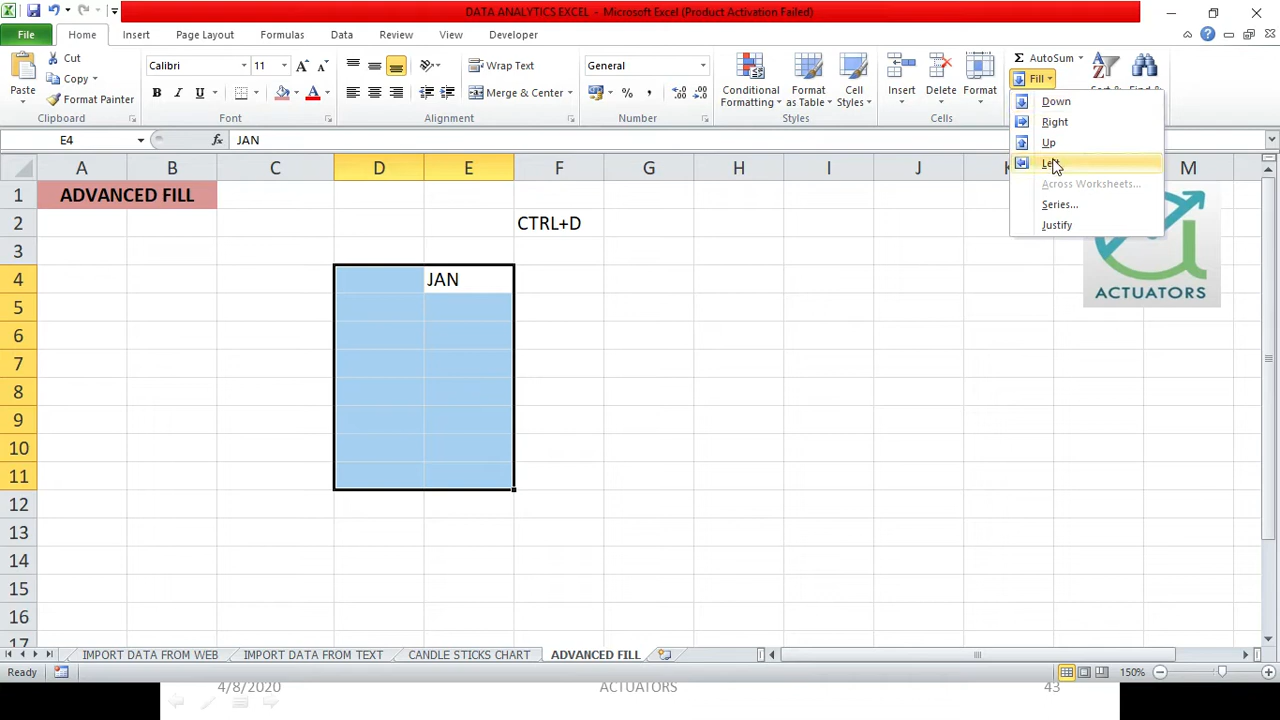 DATA ANALYTICS EXCEL - Microsoft Excel (Product Activation Failed)
File Home Insert Page Layout Formulas Data Review View Developer
Cut
Copy
Format Painter
Paste
Clipboard
Calibri 11
B I U
Font
Wrap Text
Merge & Center
Alignment
General
$ % ,
Number
Conditional Formatting
Format as Table
Cell Styles
Styles
Insert Delete Format
Cells
Σ AutoSum
Fill
Sort & Find &
Down
Right
Up
Across Worksheets...
Series...
Justify
E4 fx JAN
A B C D E F G H I J K M
1 ADVANCED FILL
2 CTRL+D
3
4 JAN
5
6
7
8
9
10
11
12
13
14
15
16
17
ACTUATORS
IMPORT DATA FROM WEB IMPORT DATA FROM TEXT CANDLE STICKS CHART ADVANCED FILL
Ready 150%
4/8/2020 ACTUATORS 43